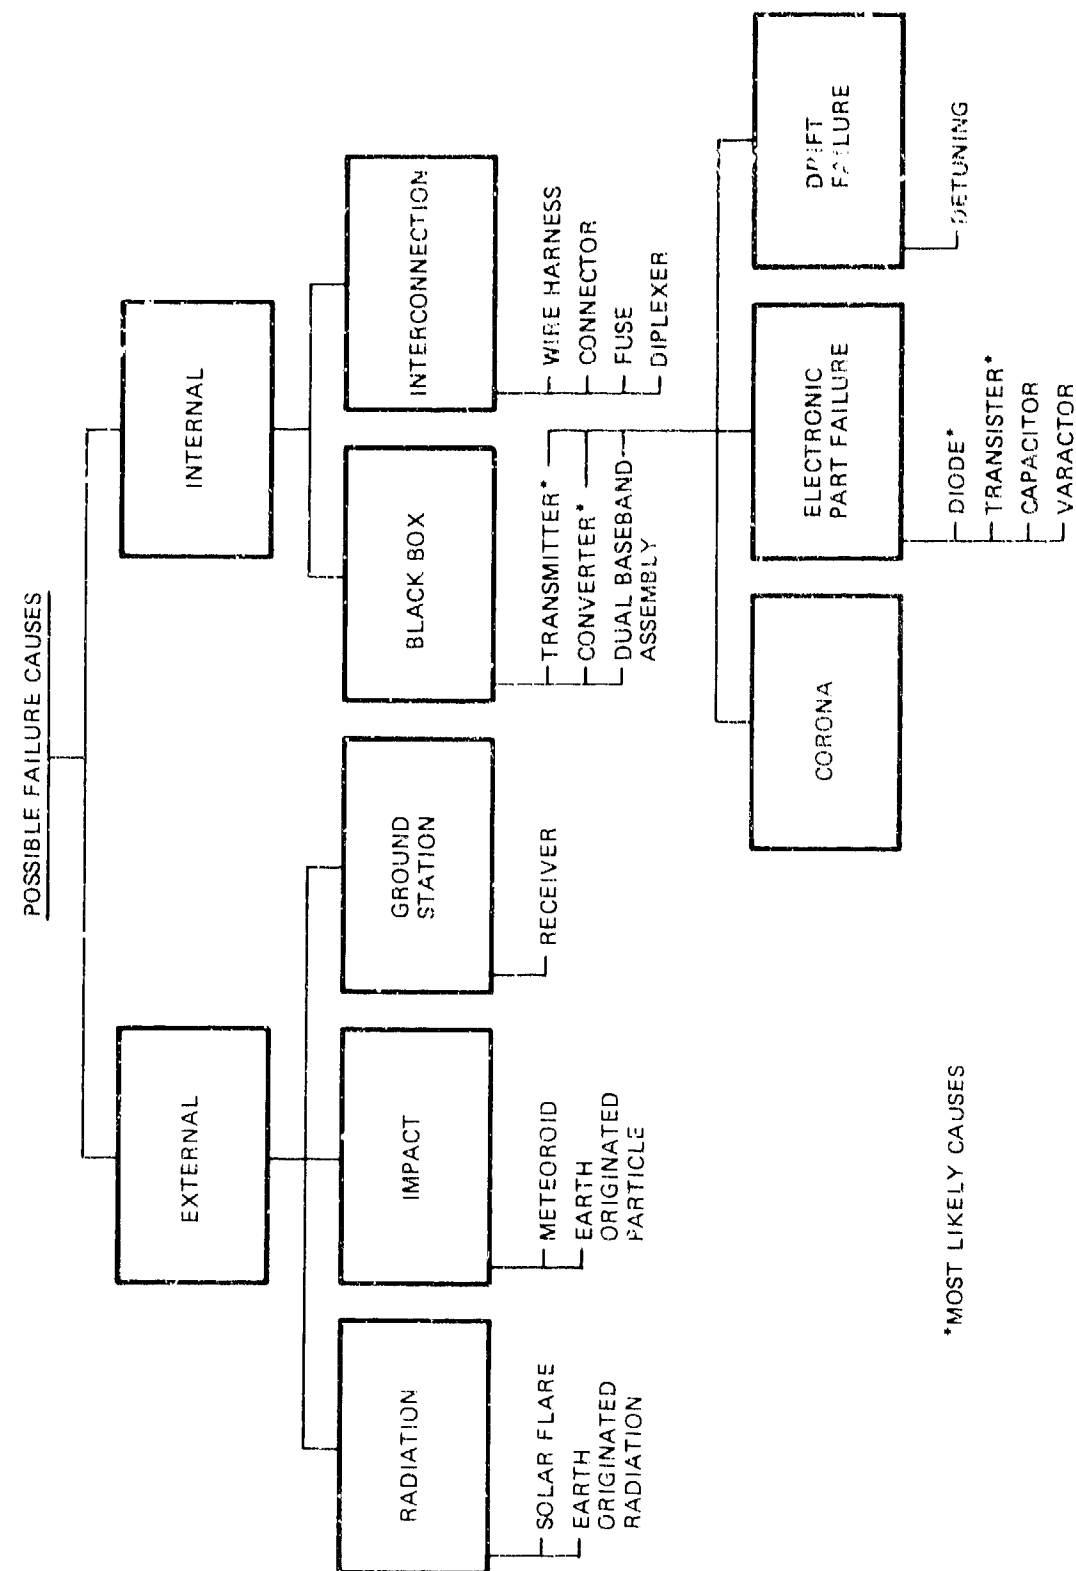 POSSIBLE FAILURE CAUSES
EXTERNAL
INTERNAL
RADIATION
IMPACT
GROUND
STATION
BLACK BOX
INTERCONNECTION
SOLAR FLARE
EARTH
ORIGINATED
RADIATION
METEOROID
EARTH
ORIGINATED
PARTICLE
RECEIVER
TRANSMITTER*
CONVERTER*
DUAL BASEBAND
ASSEMBLY
WIRE HARNESS
CONNECTOR
FUSE
DIPLEXER
CORONA
ELECTRONIC
PART FAILURE
DRIFT
FAILURE
DIODE*
TRANSISTER*
CAPACITOR
VARACTOR
DETUNING
*MOST LIKELY CAUSES